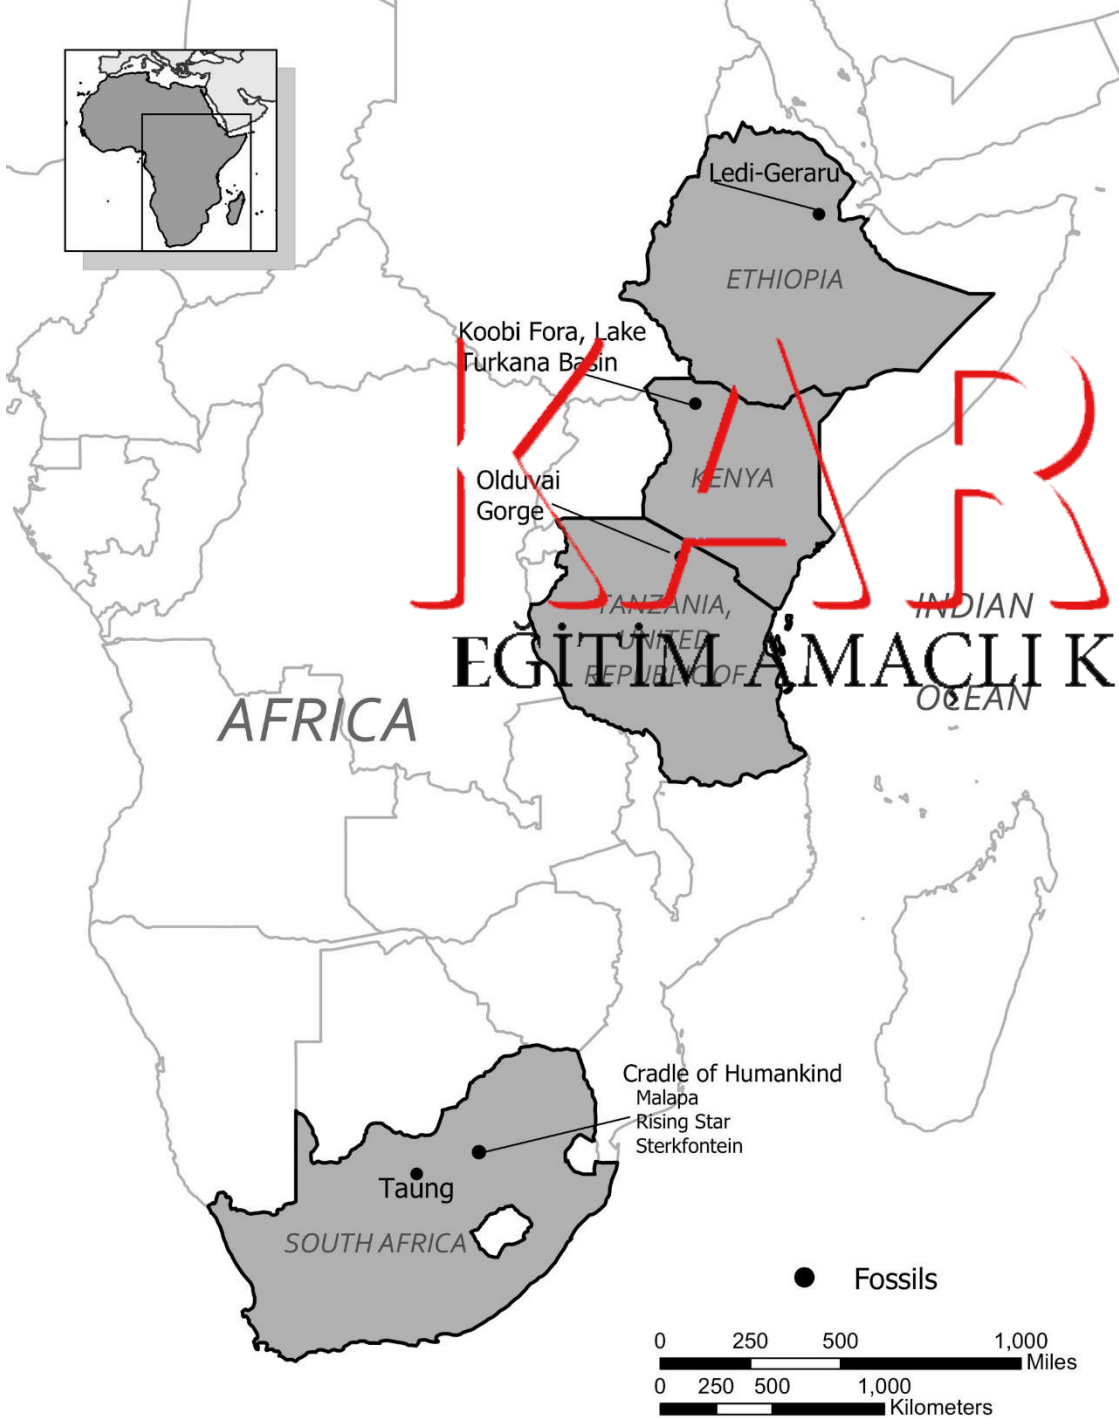 Ledi-Geraru
ETHIOPIA
Koobi Fora, Lake
Turkana Basin
KENYA
Olduvai
Gorge
KAR
TANZANIA,
UNITED
REPUBLIC OF
INDIAN
OCEAN
EĞİTİM AMAÇLI K
AFRICA
Cradle of Humankind
Malapa
Rising Star
Sterkfontein
Taung
SOUTH AFRICA
Fossils
0 250 500 1,000
Miles
0 250 500 1,000
Kilometers